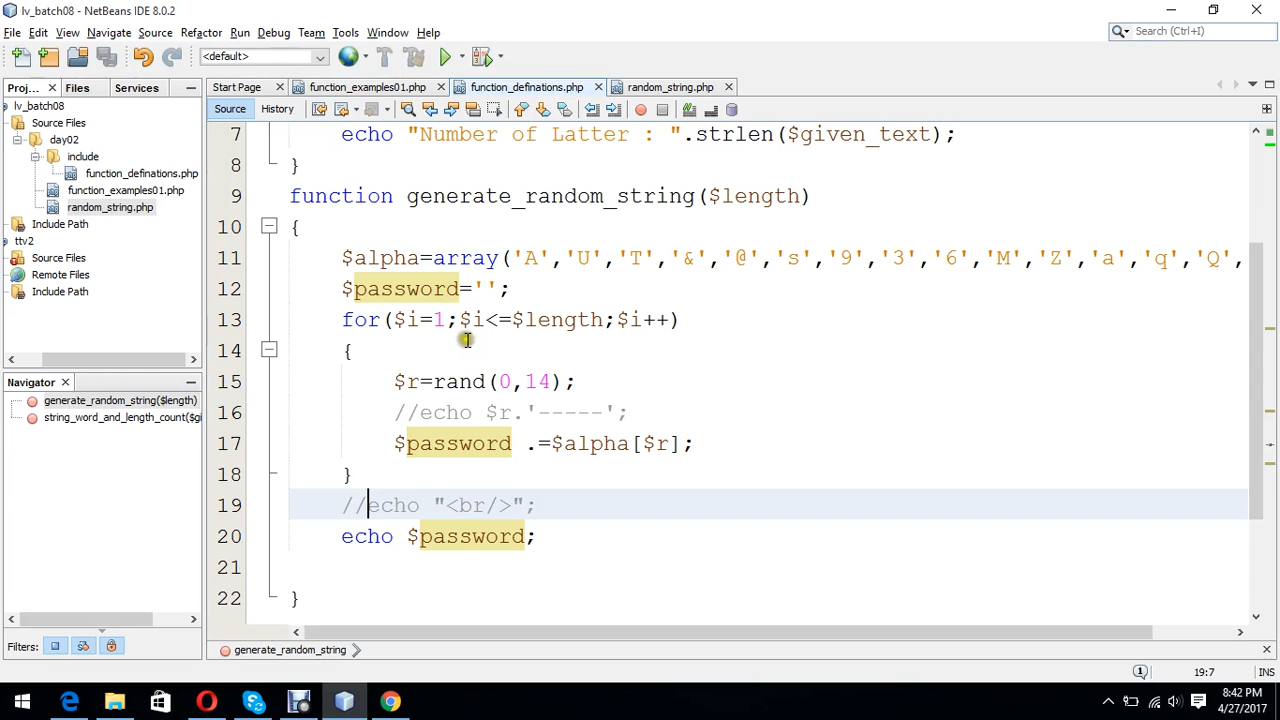 lv_batch08 - NetBeans IDE 8.0.2
File Edit View Navigate Source Refactor Run Debug Team Tools Window Help
Search (Ctrl+I)
<default>
Proj... Files Services
Start Page function_examples01.php function_definations.php random_string.php
Source History
lv_batch08
Source Files
day02
include
function_definations.php
function_examples01.php
random_string.php
Include Path
ttv2
Source Files
Remote Files
Include Path
Navigator
generate_random_string($length)
string_word_and_length_count($gi
Filters:
7 echo "Number of Latter : ".strlen($given_text);
8 }
9 function generate_random_string($length)
10 {
11 $alpha=array('A','U','T','&','@','s','9','3','6','M','Z','a','q','Q',
12 $password='';
13 for($i=1;$i<=$length;$i++)
14 {
15 $r=rand(0,14);
16 //echo $r.'-----';
17 $password .=$alpha[$r];
18 }
19 //echo "<br/>";
20 echo $password;
21
22 }
generate_random_string
1
19:7 INS
8:42 PM
4/27/2017